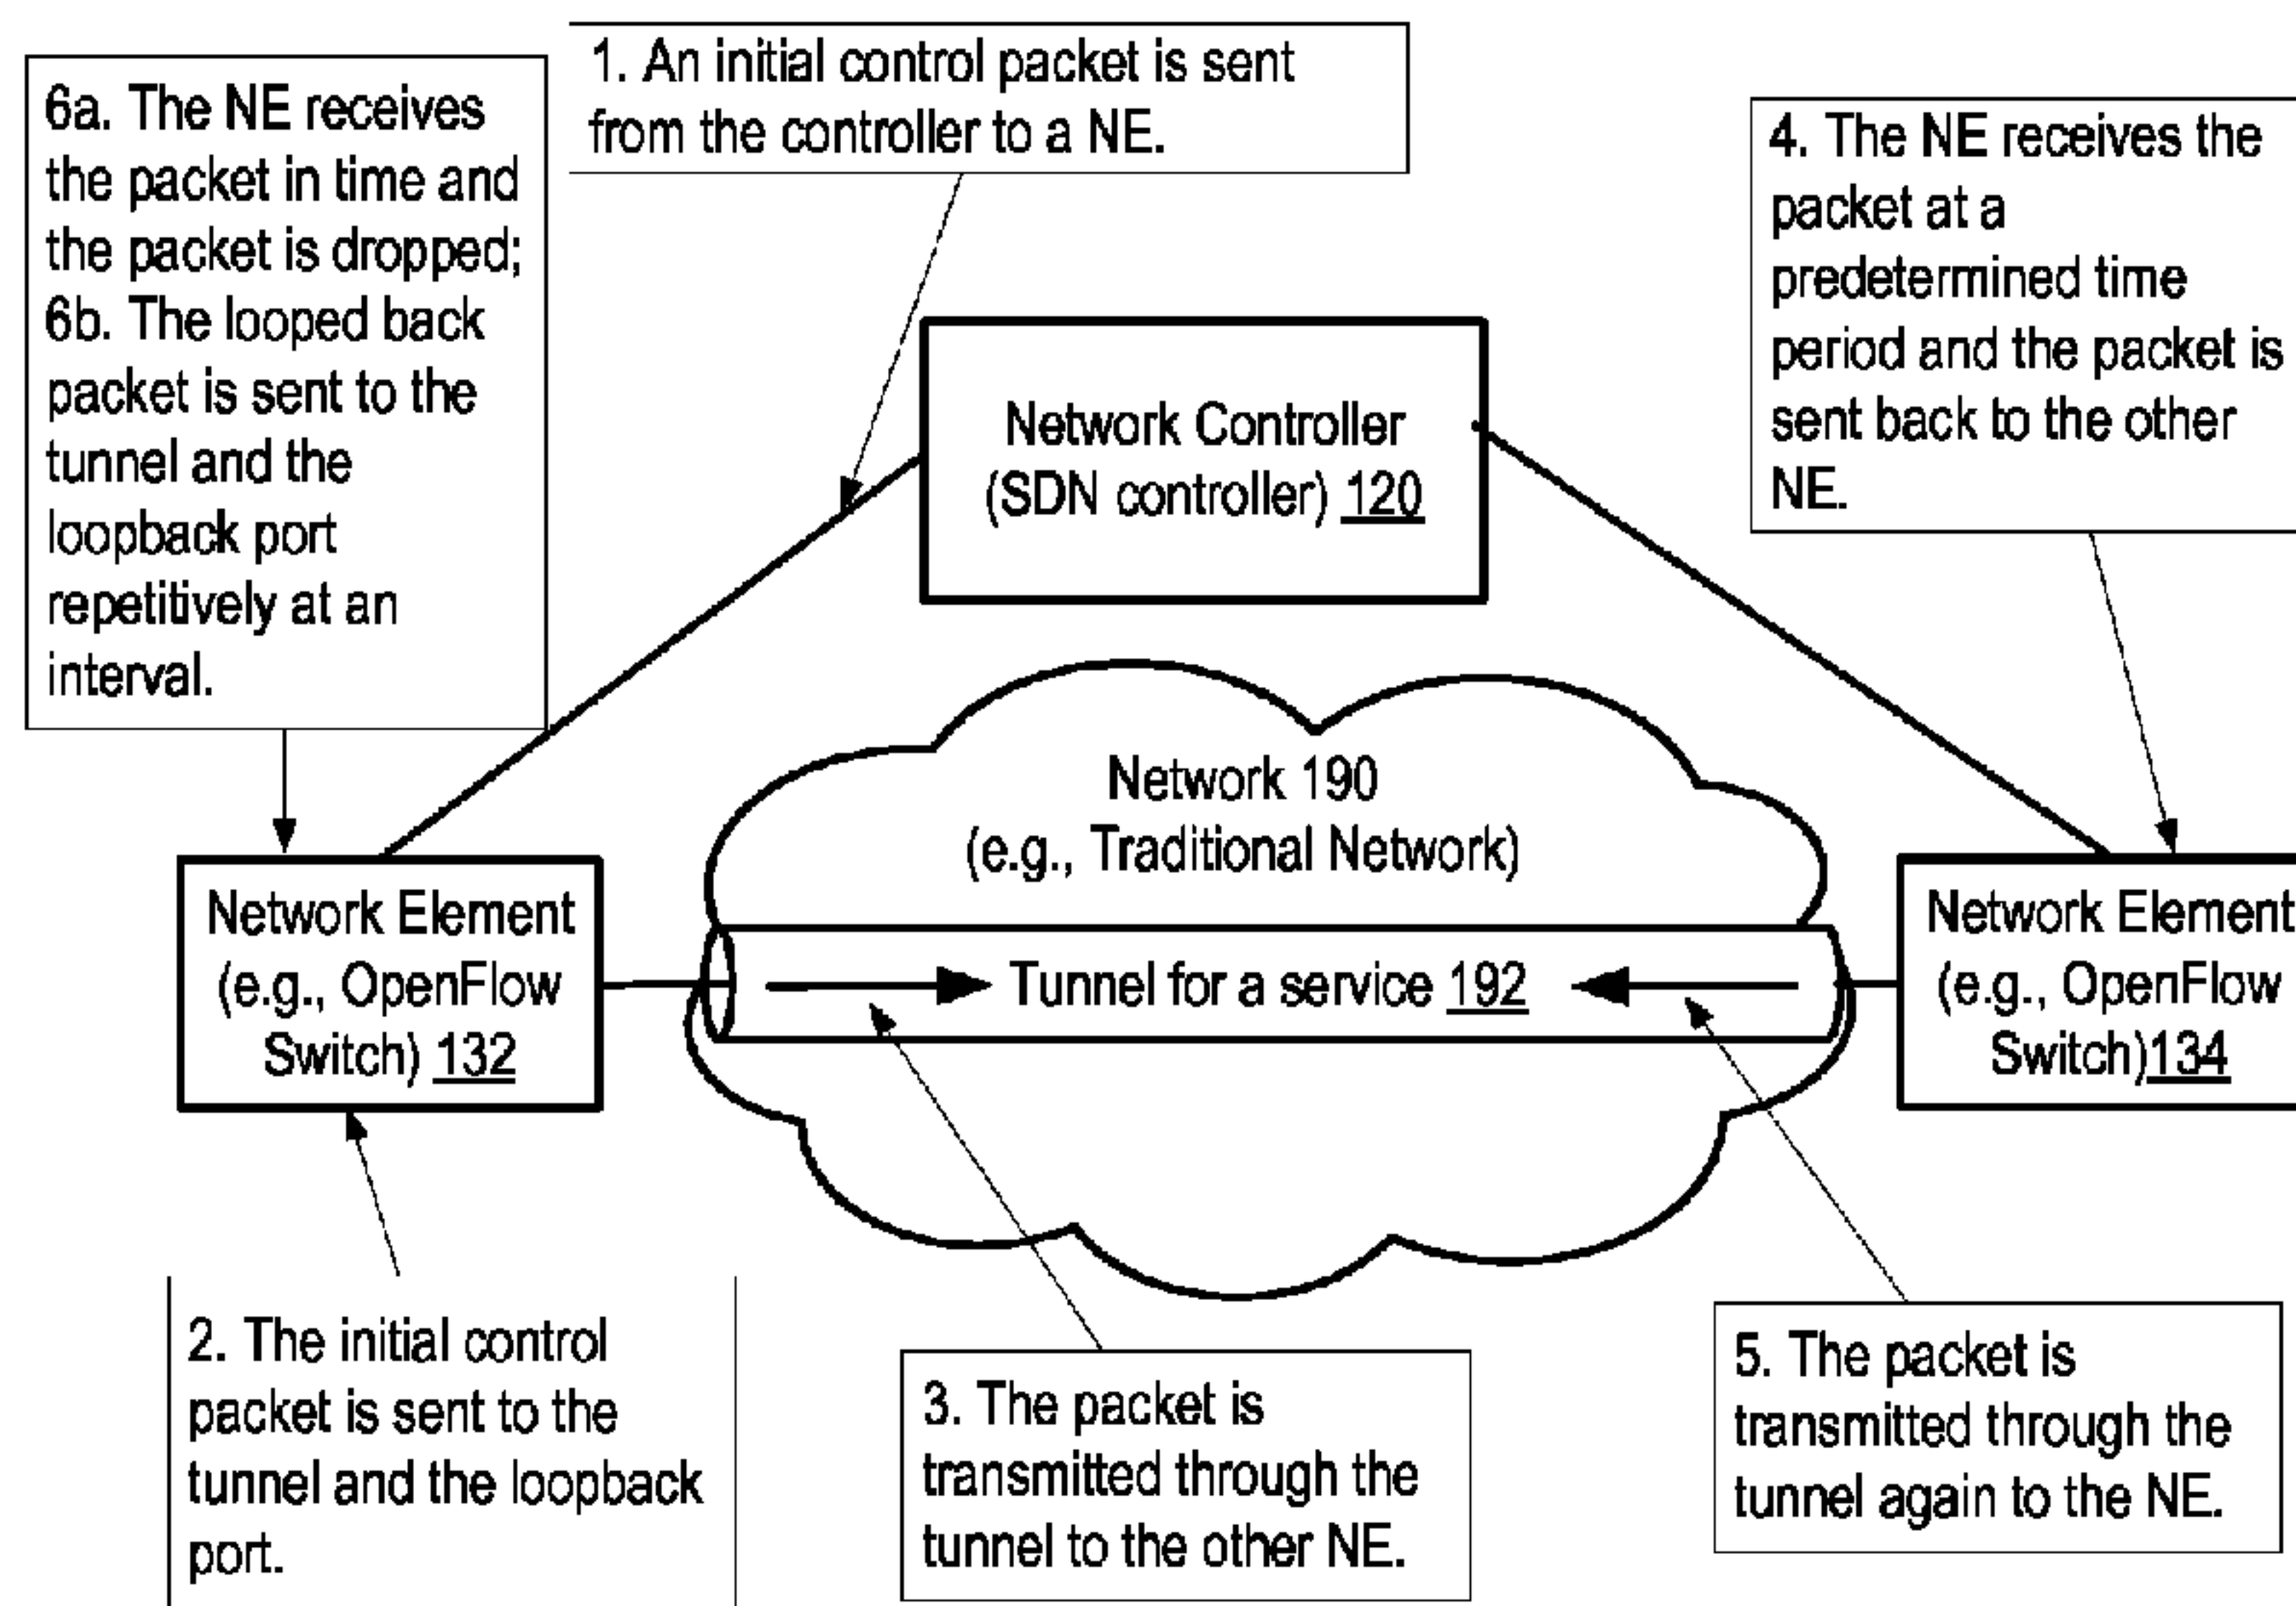 1. An initial control packet is sent
from the controller to a NE.
6a. The NE receives
the packet in time and
the packet is dropped;
6b. The looped back
packet is sent to the
tunnel and the
loopback port
repetitively at an
interval.
4. The NE receives the
packet at a
predetermined time
period and the packet is
sent back to the other
NE.
Network Controller
(SDN controller) 120
Network 190
(e.g., Traditional Network)
Network Element
(e.g., OpenFlow
Switch) 132
Tunnel for a service 192
Network Element
(e.g., OpenFlow
Switch)134
2. The initial control
packet is sent to the
tunnel and the loopback
port.
3. The packet is
transmitted through the
tunnel to the other NE.
5. The packet is
transmitted through the
tunnel again to the NE.